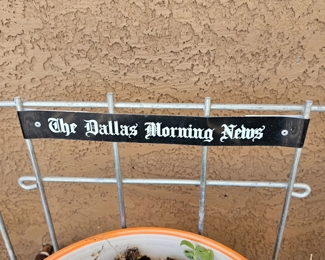 The Dallas Morning News